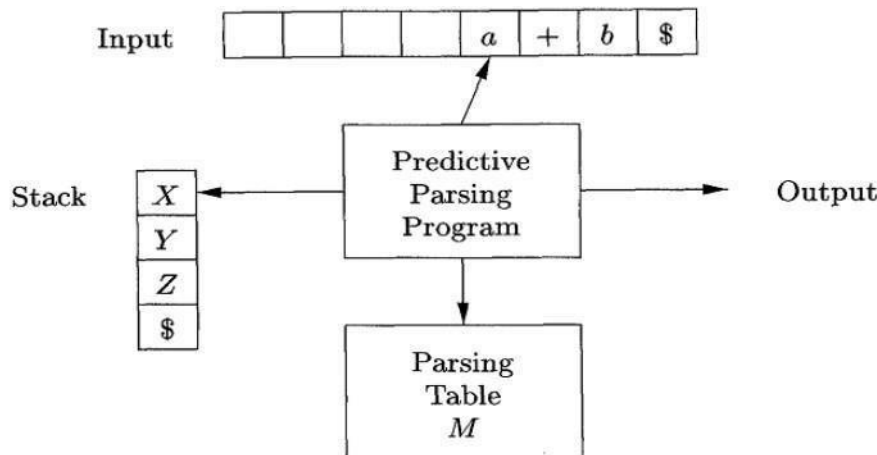 Input a + b $
Predictive
Parsing
Program
Stack X
Y
Z
$
Output
Parsing
Table
M